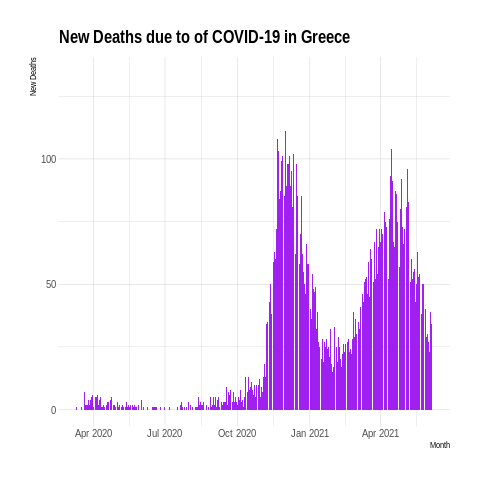 New Deaths due to of COVID-19 in Greece
New Deaths
100
50
0
Apr 2020 Jul 2020 Oct 2020 Jan 2021 Apr 2021
Month